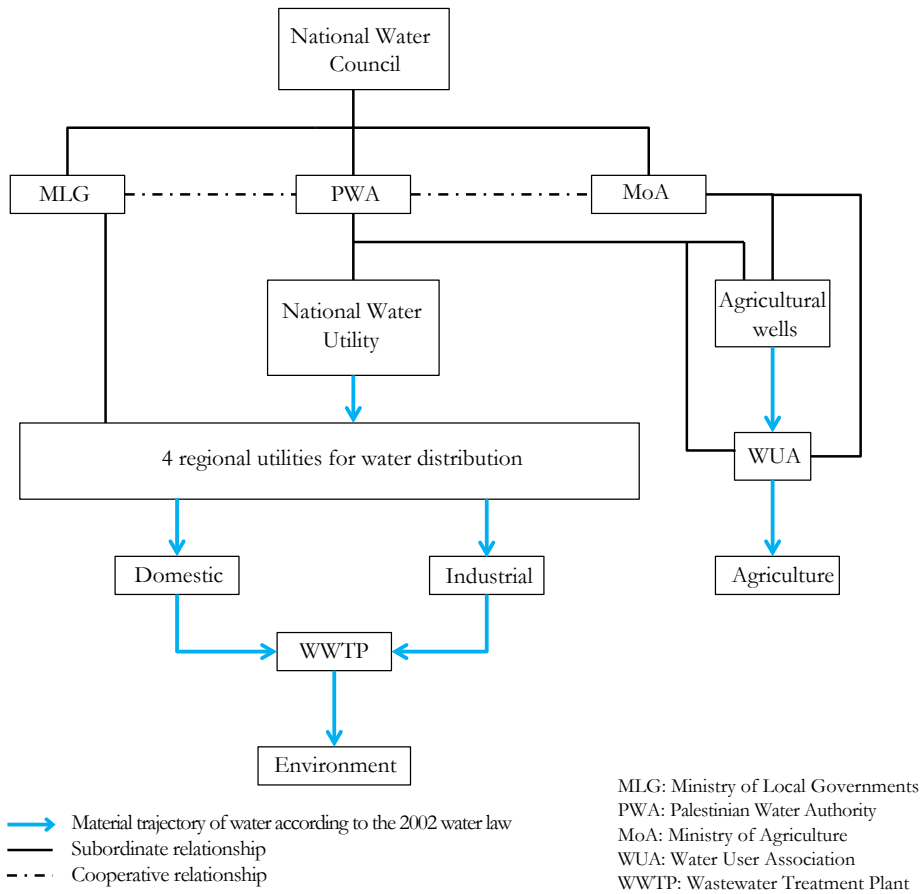 National Water
Council
MLG
PWA
MoA
National Water
Utility
Agricultural
wells
4 regional utilities for water distribution
WUA
Domestic
Industrial
Agriculture
WWTP
Environment
Material trajectory of water according to the 2002 water law
Subordinate relationship
Cooperative relationship
MLG: Ministry of Local Governments
PWA: Palestinian Water Authority
MoA: Ministry of Agriculture
WUA: Water User Association
WWTP: Wastewater Treatment Plant